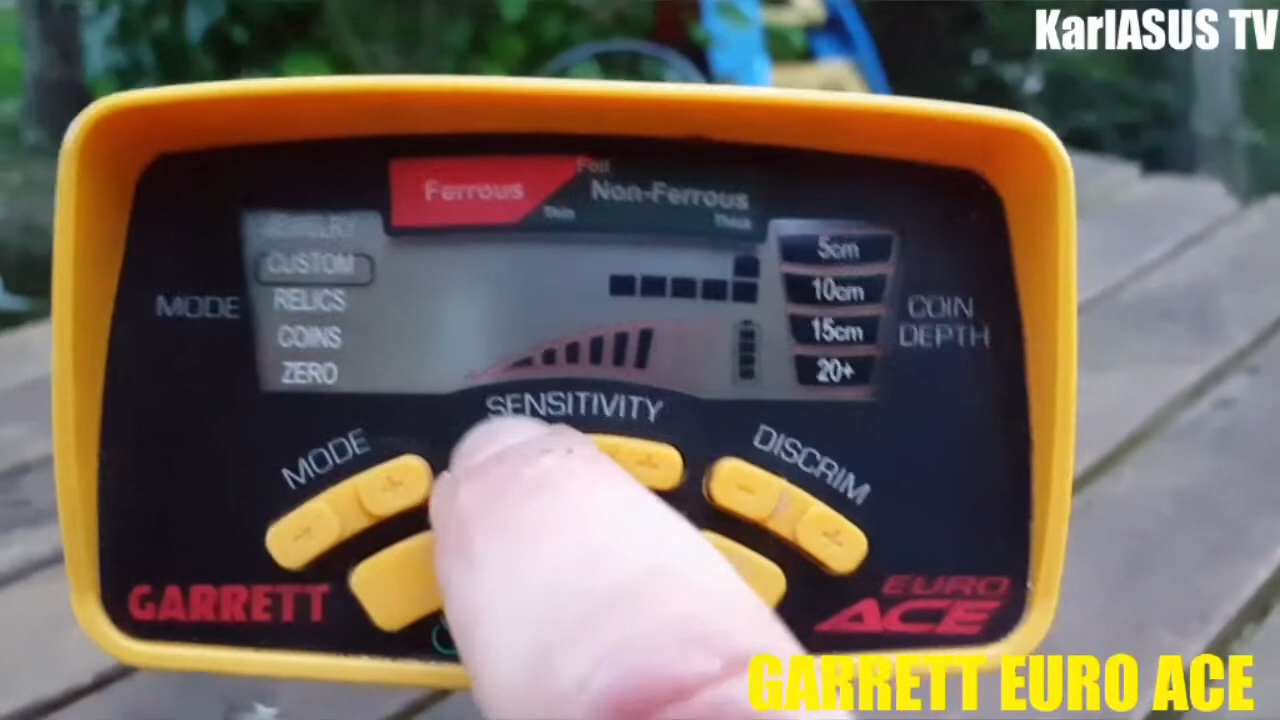 KarlASUS TV
Foil
Ferrous
Non-Ferrous
Thin
Thick
JEWELRY
CUSTOM
RELICS
COINS
ZERO
MODE
5cm
10cm
15cm
20+
COIN
DEPTH
SENSITIVITY
MODE
DISCRIM
- +
+
- +
GARRETT
EURO
ACE
GARRETT EURO ACE